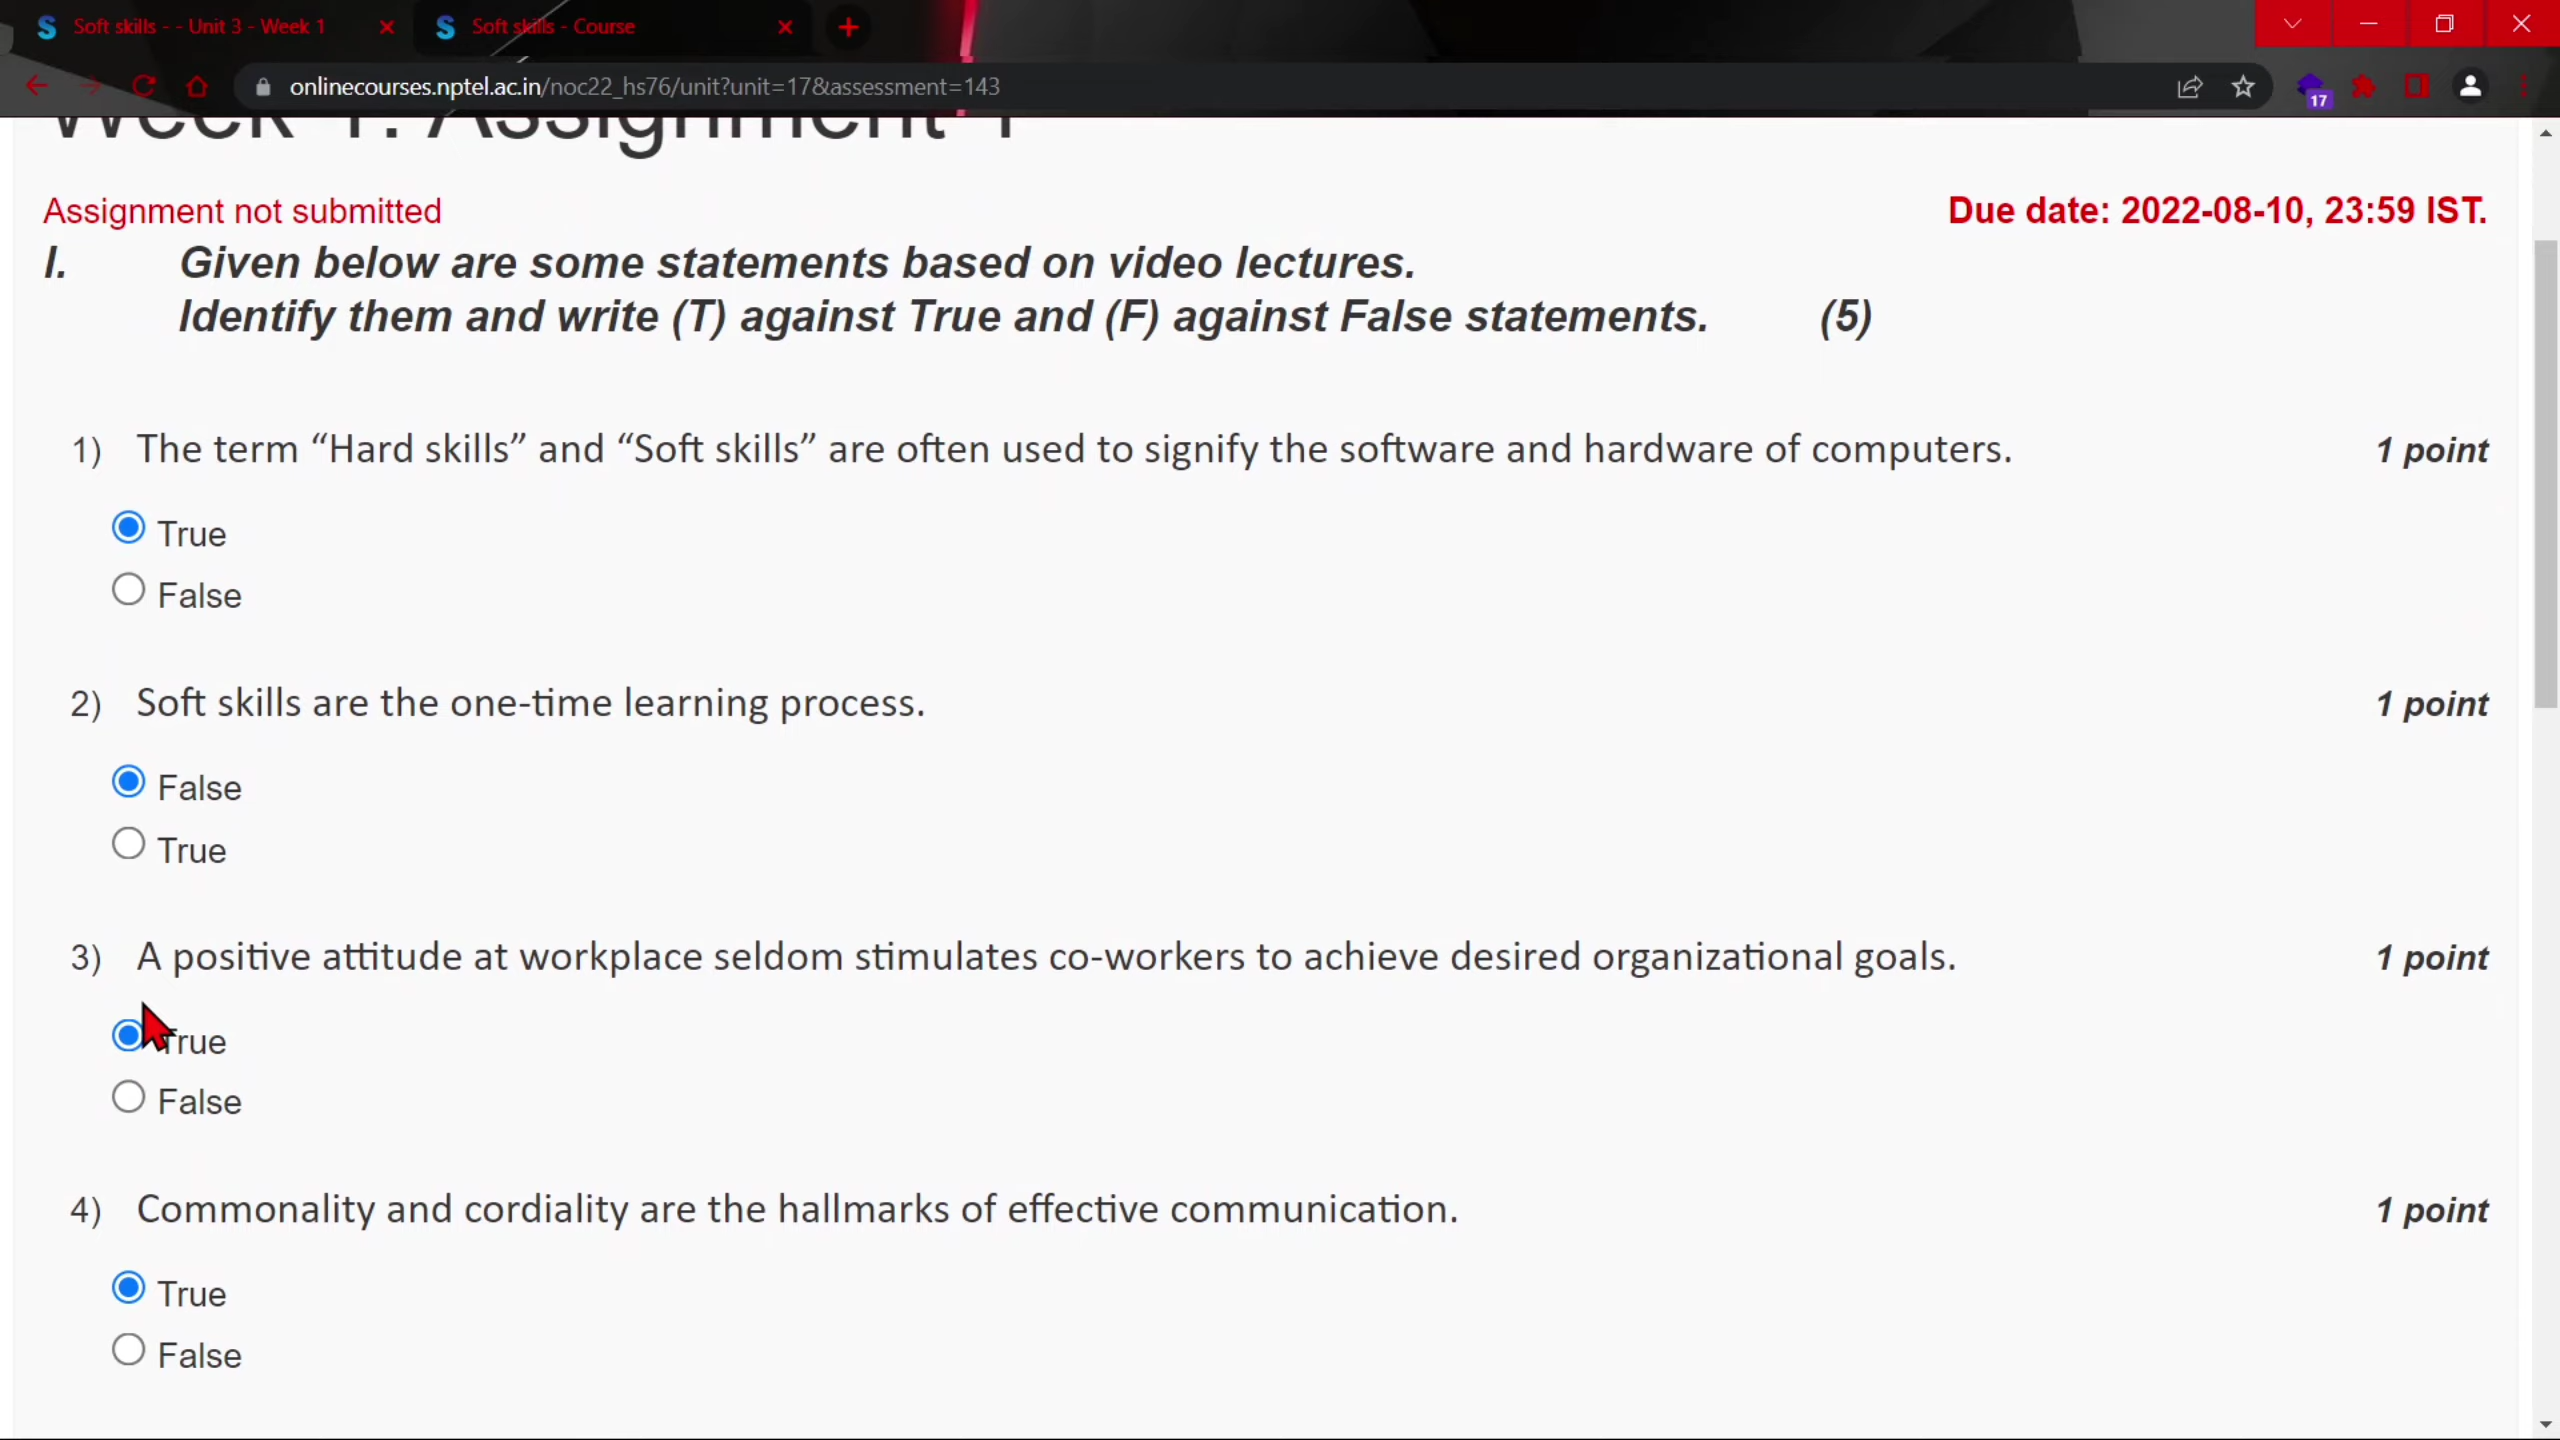 Soft skills - - Unit 3 - Week 1
Soft skills - Course
onlinecourses.nptel.ac.in/noc22_hs76/unit?unit=17&assessment=143
17
Week 1: Assignment 1
Assignment not submitted
Due date: 2022-08-10, 23:59 IST.
I. Given below are some statements based on video lectures.
Identify them and write (T) against True and (F) against False statements. (5)
1) The term “Hard skills” and “Soft skills” are often used to signify the software and hardware of computers. 1 point
True
False
2) Soft skills are the one-time learning process. 1 point
False
True
3) A positive attitude at workplace seldom stimulates co-workers to achieve desired organizational goals. 1 point
True
False
4) Commonality and cordiality are the hallmarks of effective communication. 1 point
True
False